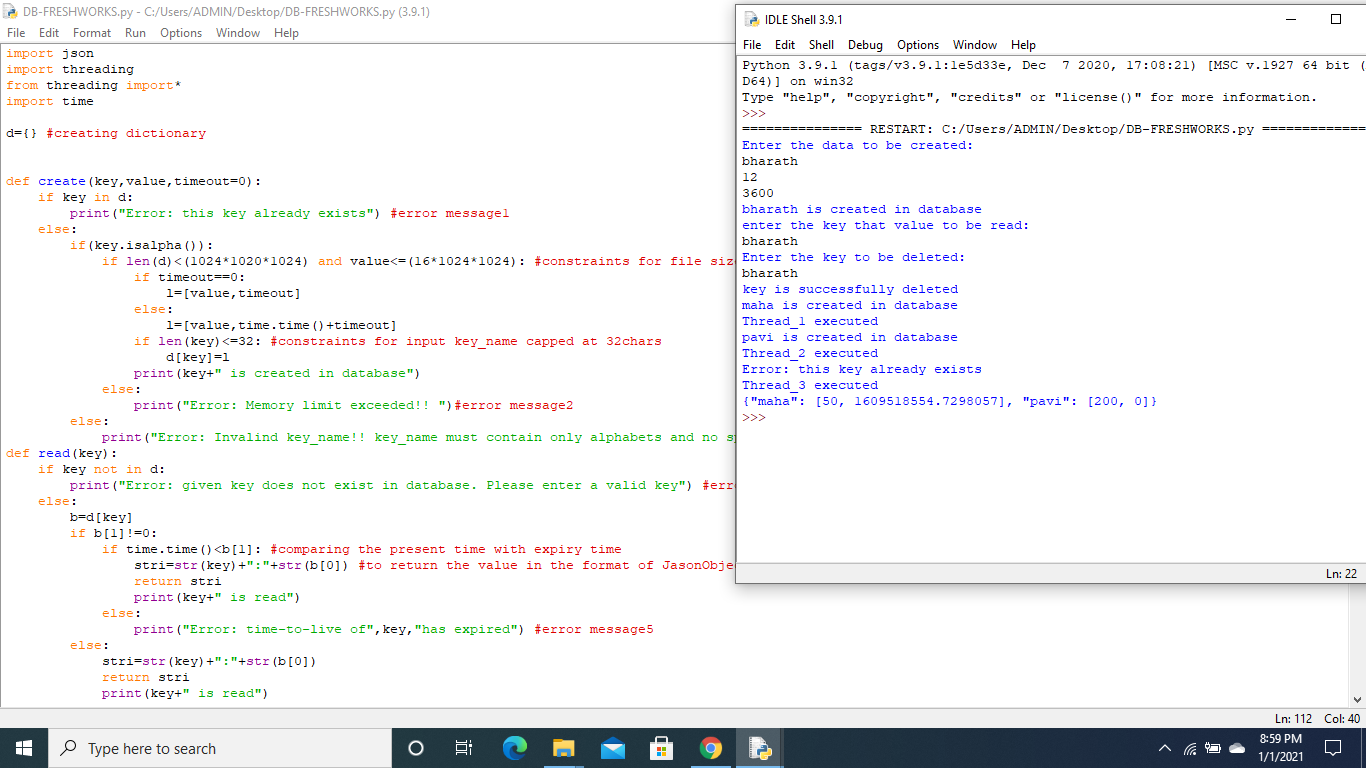 DB-FRESHWORKS.py - C:/Users/ADMIN/Desktop/DB-FRESHWORKS.py (3.9.1)
File Edit Format Run Options Window Help
import json
import threading
from threading import*
import time
d={} #creating dictionary
def create(key,value,timeout=0):
if key in d:
print("Error: this key already exists") #error message1
else:
if(key.isalpha()):
if len(d)<(1024*1020*1024) and value<=(16*1024*1024): #constraints for file siz
if timeout==0:
l=[value,timeout]
else:
l=[value,time.time()+timeout]
if len(key)<=32: #constraints for input key_name capped at 32chars
d[key]=l
print(key+" is created in database")
else:
print("Error: Memory limit exceeded!! ")#error message2
else:
print("Error: Invalind key_name!! key_name must contain only alphabets and no sp
def read(key):
if key not in d:
print("Error: given key does not exist in database. Please enter a valid key") #err
else:
b=d[key]
if b[1]!=0:
if time.time()<b[1]: #comparing the present time with expiry time
stri=str(key)+":"+str(b[0]) #to return the value in the format of JasonObje
return stri
print(key+" is read")
else:
print("Error: time-to-live of",key,"has expired") #error message5
else:
stri=str(key)+":"+str(b[0])
return stri
print(key+" is read")
Ln: 112 Col: 40
IDLE Shell 3.9.1
File Edit Shell Debug Options Window Help
Python 3.9.1 (tags/v3.9.1:1e5d33e, Dec  7 2020, 17:08:21) [MSC v.1927 64 bit (
D64)] on win32
Type "help", "copyright", "credits" or "license()" for more information.
>>>
=============== RESTART: C:/Users/ADMIN/Desktop/DB-FRESHWORKS.py =============
Enter the data to be created:
bharath
12
3600
bharath is created in database
enter the key that value to be read:
bharath
Enter the key to be deleted:
bharath
key is successfully deleted
maha is created in database
Thread_1 executed
pavi is created in database
Thread_2 executed
Error: this key already exists
Thread_3 executed
{"maha": [50, 1609518554.7298057], "pavi": [200, 0]}
>>>
Ln: 22
Type here to search
8:59 PM
1/1/2021